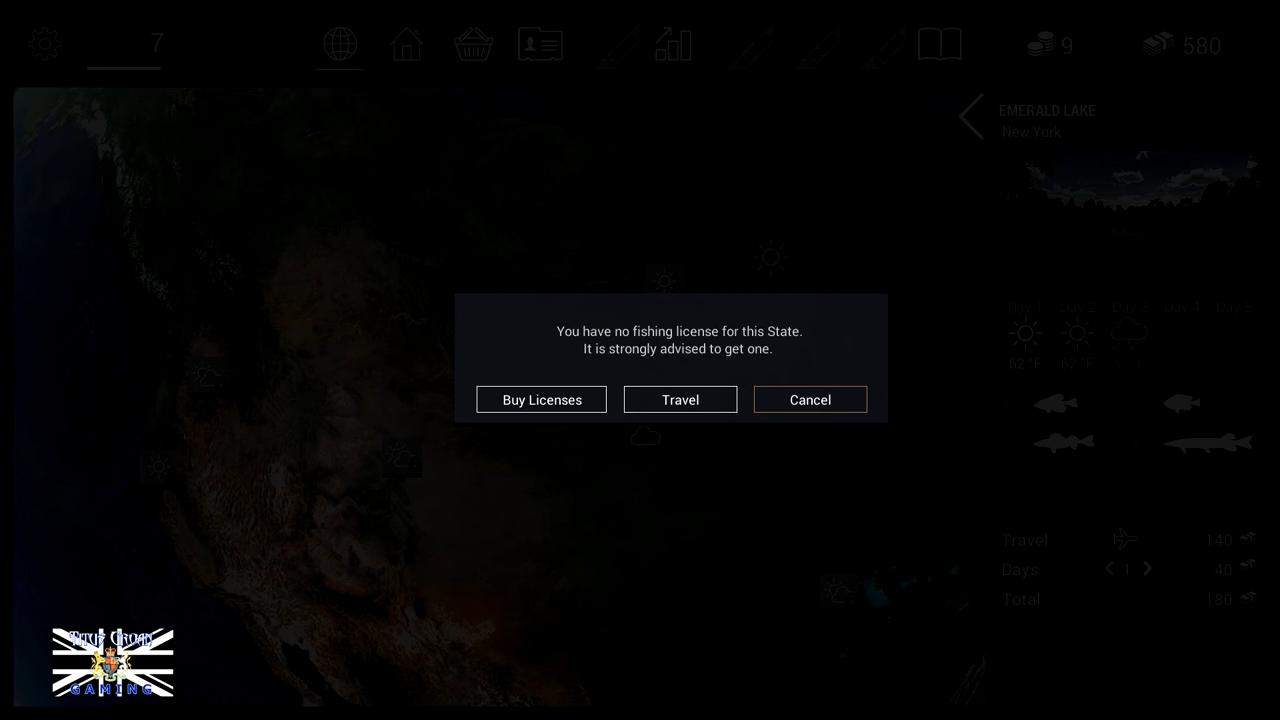 7
9
580
EMERALD LAKE
New York
You have no fishing license for this State.
It is strongly advised to get one.
Buy Licenses
Travel
Cancel
Day 1
Day 2
Day 3
Day 4
Day 5
62 °F
62 °F
Travel
140
Days
1
40
Total
180
Titus Groan
GAMING